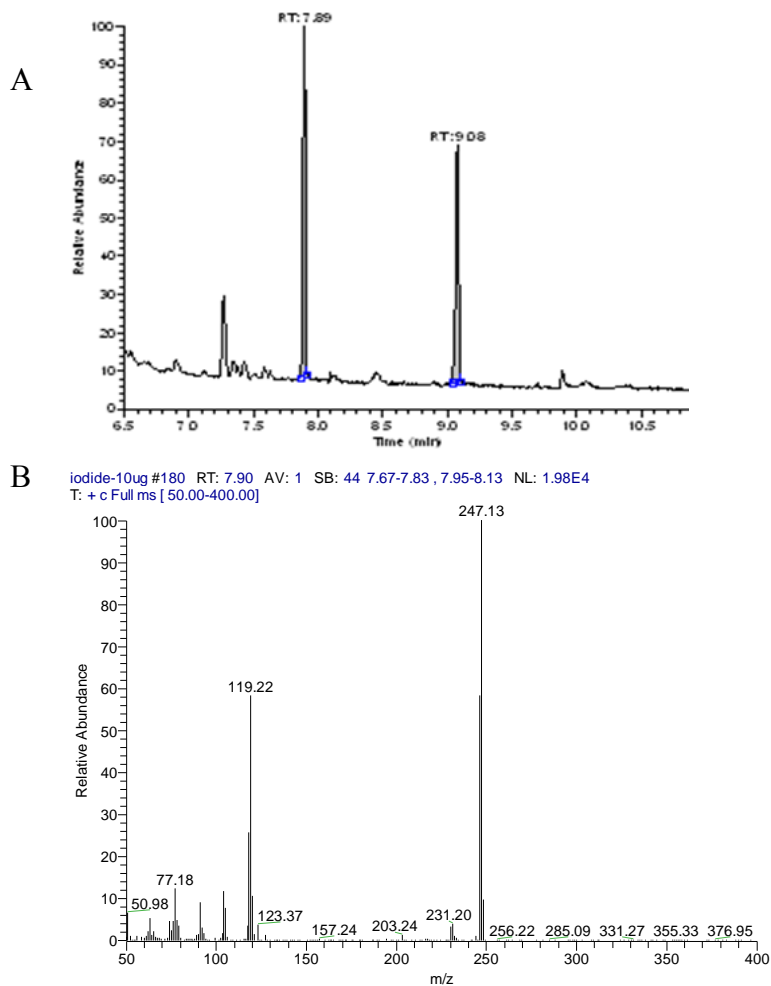 A
RT:7.89
100
90
80
70
60
50
40
30
20
10
0
RT:9.08
Relative Abundance
6.5 7.0 7.5 8.0 8.5 9.0 9.5 10.0 10.5
Time (min)
B
iodide-10ug #180 RT: 7.90 AV: 1 SB: 44 7.67-7.83 , 7.95-8.13 NL: 1.98E4
T: + c Full ms [ 50.00-400.00]
247.13
100
90
80
70
60
50
40
30
20
10
0
119.22
77.18
50.98
123.37
157.24
203.24
231.20
256.22
285.09
331.27
355.33
376.95
Relative Abundance
50 100 150 200 250 300 350 400
m/z